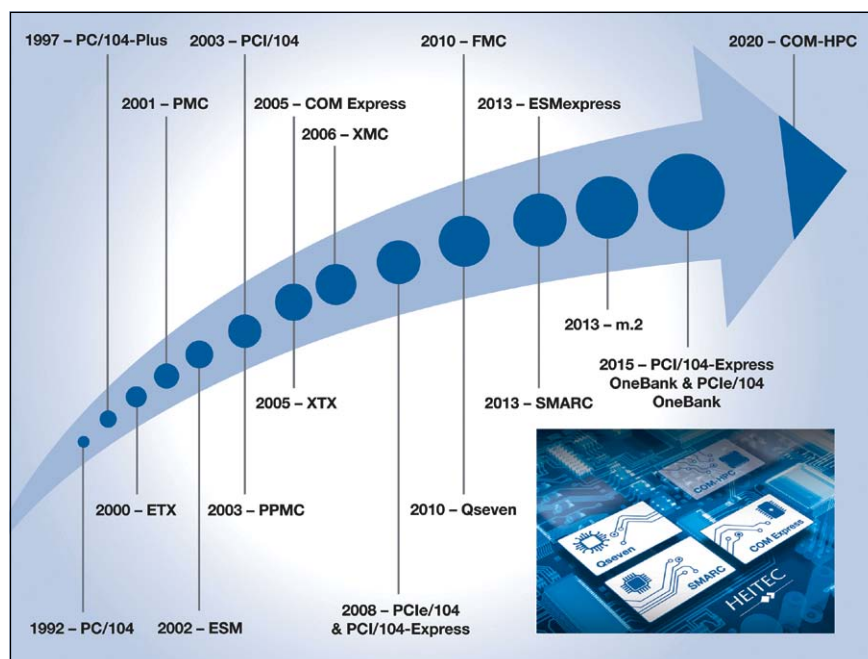 1997 – PC/104-Plus
2003 – PCI/104
2010 – FMC
2020 – COM-HPC
2001 – PMC
2005 – COM Express
2013 – ESMexpress
2006 – XMC
2013 – m.2
2015 – PCI/104-Express
OneBank & PCIe/104
OneBank
2005 – XTX
2013 – SMARC
2000 – ETX
2003 – PPMC
2010 – Qseven
1992 – PC/104
2002 – ESM
2008 – PCIe/104
& PCI/104-Express
COM-HPC
Qseven
COM Express
SMARC
HEITEC